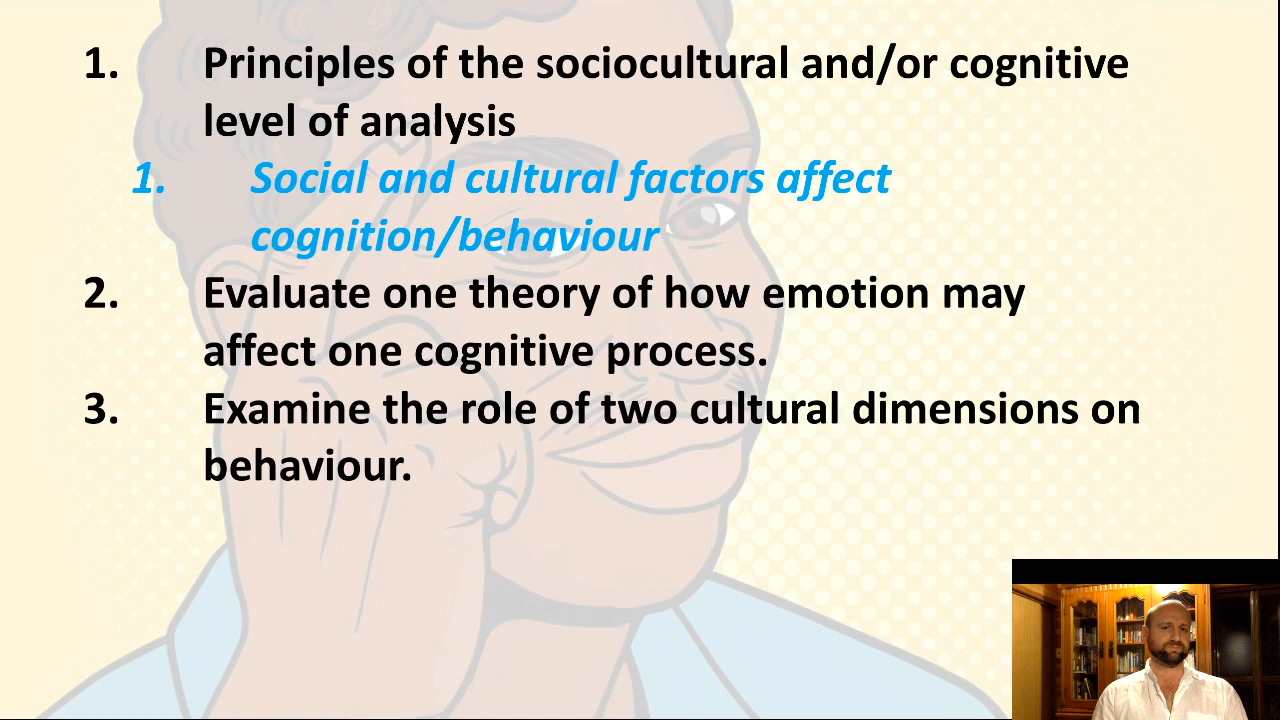 1. Principles of the sociocultural and/or cognitive
level of analysis
1. Social and cultural factors affect
cognition/behaviour
2. Evaluate one theory of how emotion may
affect one cognitive process.
3. Examine the role of two cultural dimensions on
behaviour.